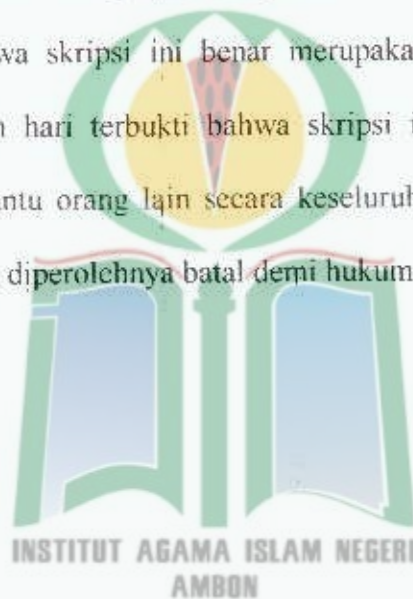 wa skripsi ini benar merupaka
hari terbukti bahwa skripsi i
antu orang lain secara keseluruh
diperolehnya batal demi hukum
INSTITUT AGAMA ISLAM NEGERI
AMBON